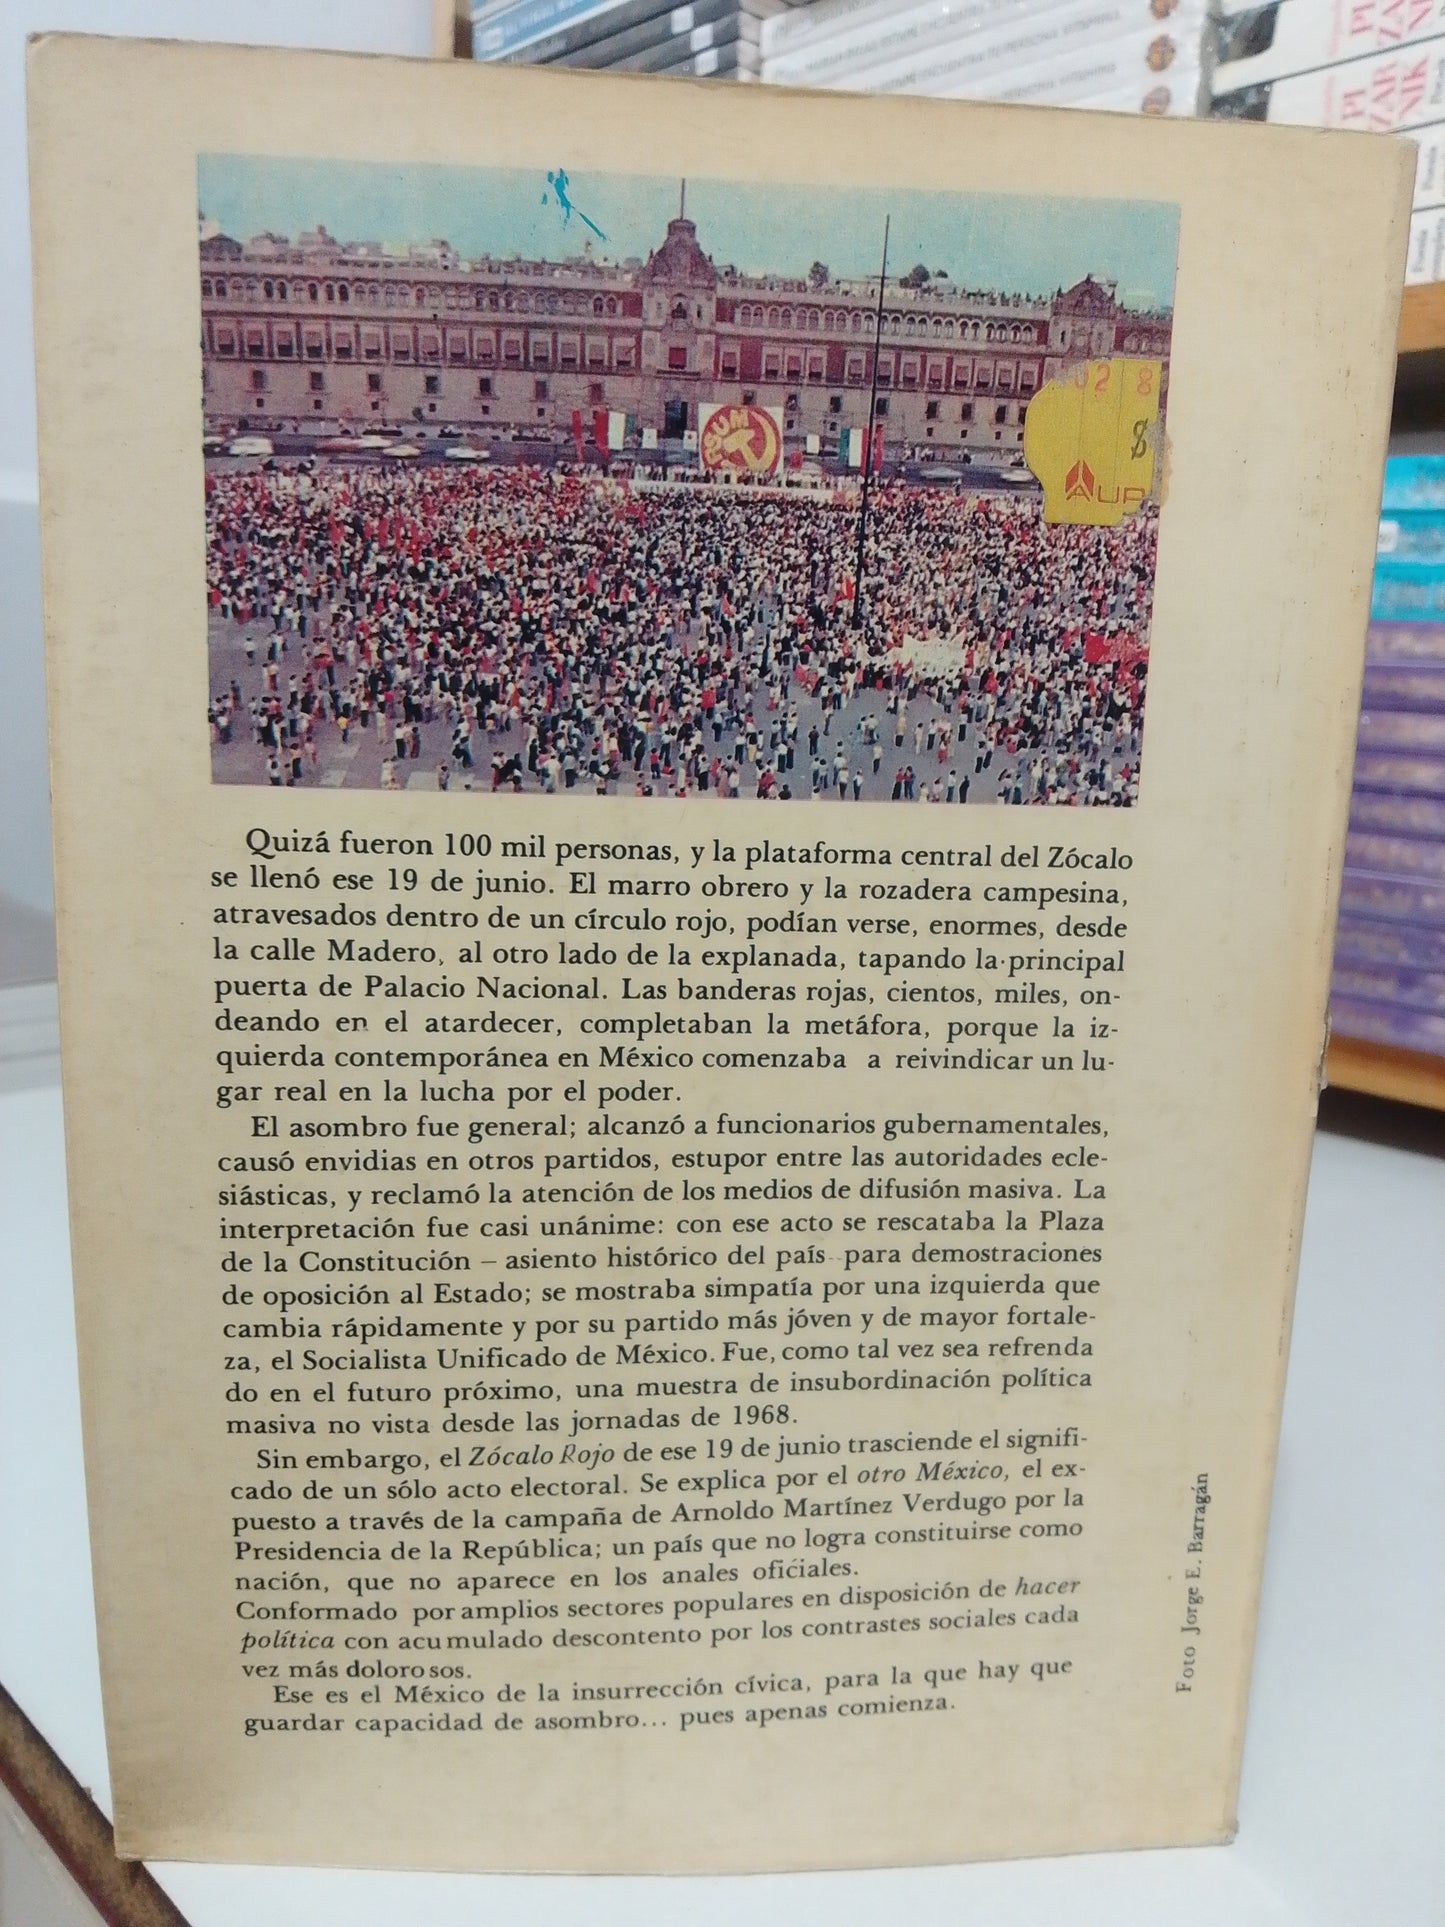 PSUM
02 8
$
AUR
Quizá fueron 100 mil personas, y la plataforma central del Zócalo
se llenó ese 19 de junio. El marro obrero y la rozadera campesina,
atravesados dentro de un círculo rojo, podían verse, enormes, desde
la calle Madero, al otro lado de la explanada, tapando la principal
puerta de Palacio Nacional. Las banderas rojas, cientos, miles, on-
deando en el atardecer, completaban la metáfora, porque la iz-
quierda contemporánea en México comenzaba a reivindicar un lu-
gar real en la lucha por el poder.
El asombro fue general; alcanzó a funcionarios gubernamentales,
causó envidias en otros partidos, estupor entre las autoridades ecle-
siásticas, y reclamó la atención de los medios de difusión masiva. La
interpretación fue casi unánime: con ese acto se rescataba la Plaza
de la Constitución – asiento histórico del país – para demostraciones
de oposición al Estado; se mostraba simpatía por una izquierda que
cambia rápidamente y por su partido más jóven y de mayor fortale-
za, el Socialista Unificado de México. Fue, como tal vez sea refrenda
do en el futuro próximo, una muestra de insubordinación política
masiva no vista desde las jornadas de 1968.
Sin embargo, el Zócalo Rojo de ese 19 de junio trasciende el signifi-
cado de un sólo acto electoral. Se explica por el otro México, el ex-
puesto a través de la campaña de Arnoldo Martínez Verdugo por la
Presidencia de la República; un país que no logra constituirse como
nación, que no aparece en los anales oficiales.
Conformado por amplios sectores populares en disposición de hacer
política con acumulado descontento por los contrastes sociales cada
vez más dolorosos.
Ese es el México de la insurrección cívica, para la que hay que
guardar capacidad de asombro... pues apenas comienza.
Foto Jorge E. Barragán
PI
ZAR
NIK
PI
ZAR
NIK
Poesía